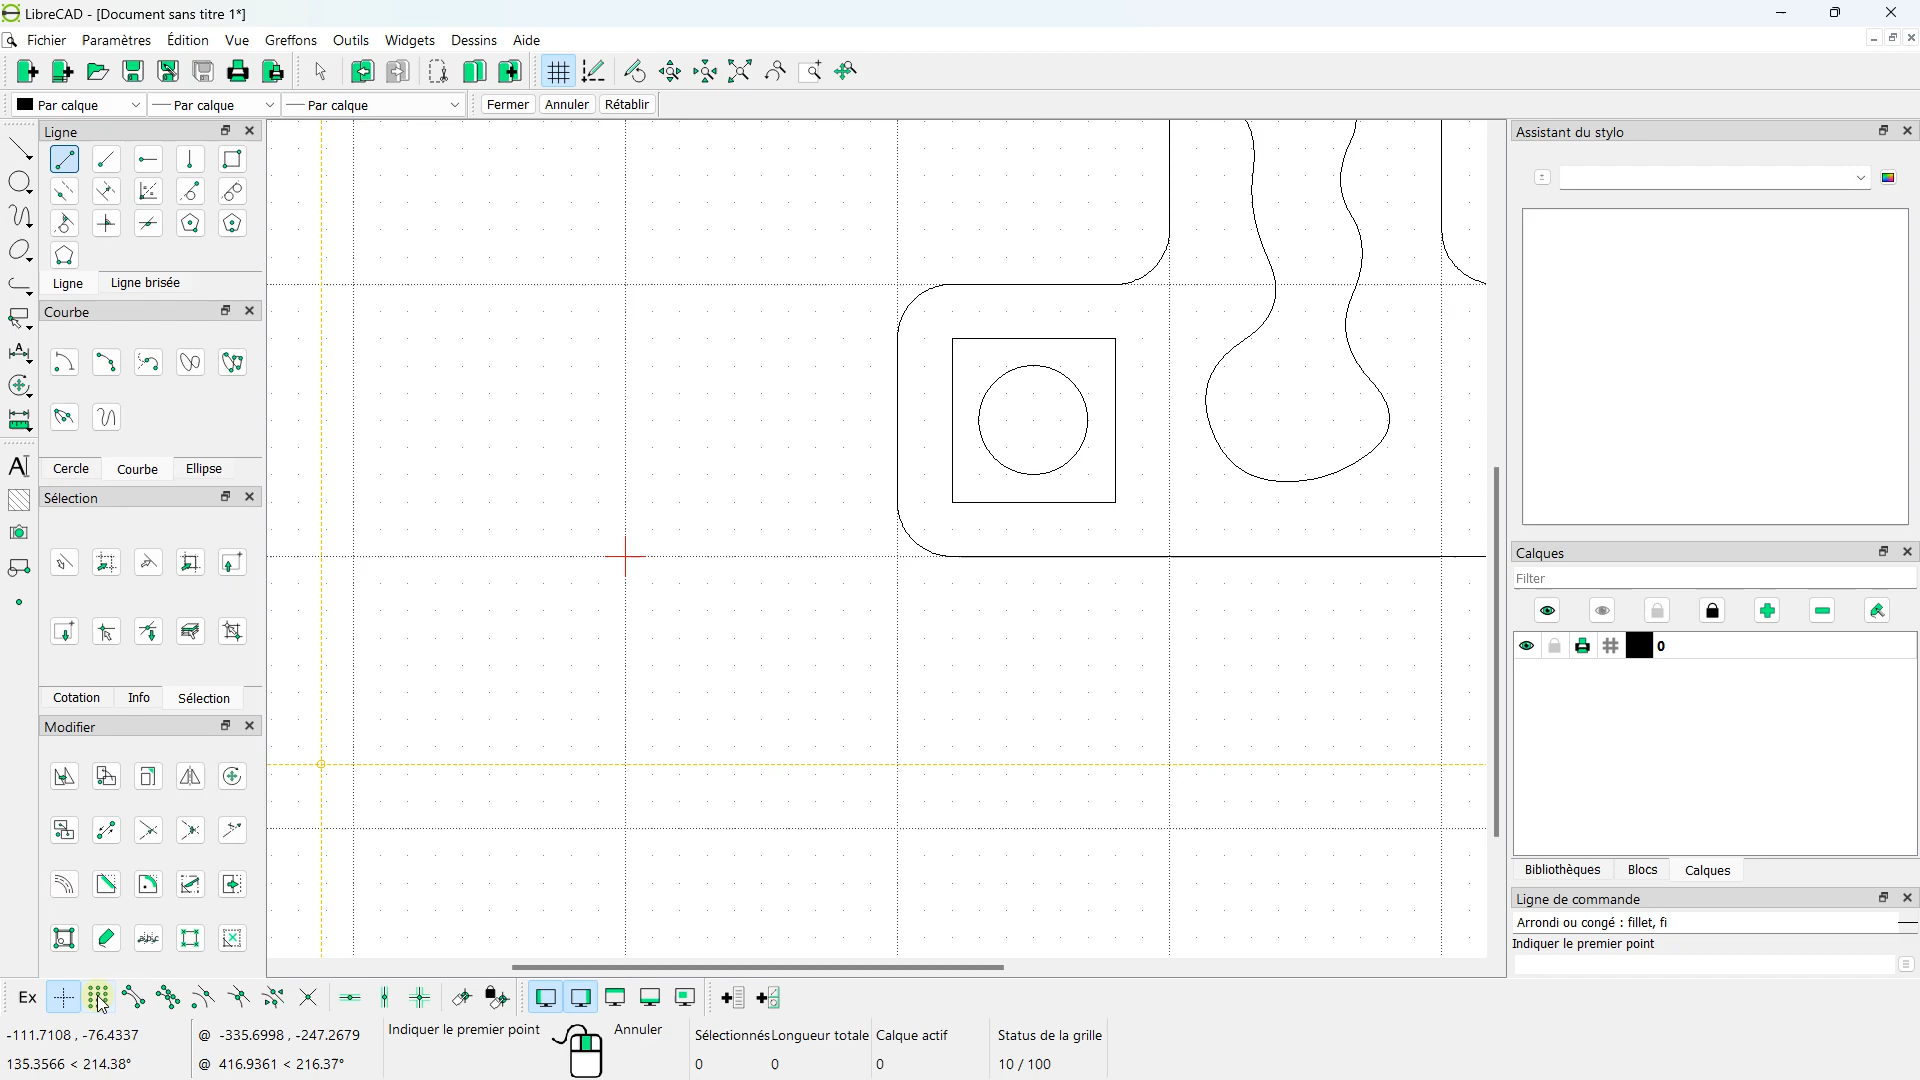 LibreCAD - [Document sans titre 1*]
Fichier Paramètres Édition Vue Greffons Outils Widgets Dessins Aide
Par calque Par calque Par calque Fermer Annuler Rétablir
Ligne
Ligne Ligne brisée
Courbe
Cercle Courbe Ellipse
Sélection
Cotation Info Sélection
Modifier
Assistant du stylo
Calques
Filter
0
Bibliothèques Blocs Calques
Ligne de commande
Arrondi ou congé : fillet, fi
Indiquer le premier point
Ex
-111.7108 , -76.4337
135.3566 < 214.38°
@ -335.6998 , -247.2679
@ 416.9361 < 216.37°
Indiquer le premier point
Annuler
Sélectionnés Longueur totale Calque actif Status de la grille
0 0 0 10 / 100